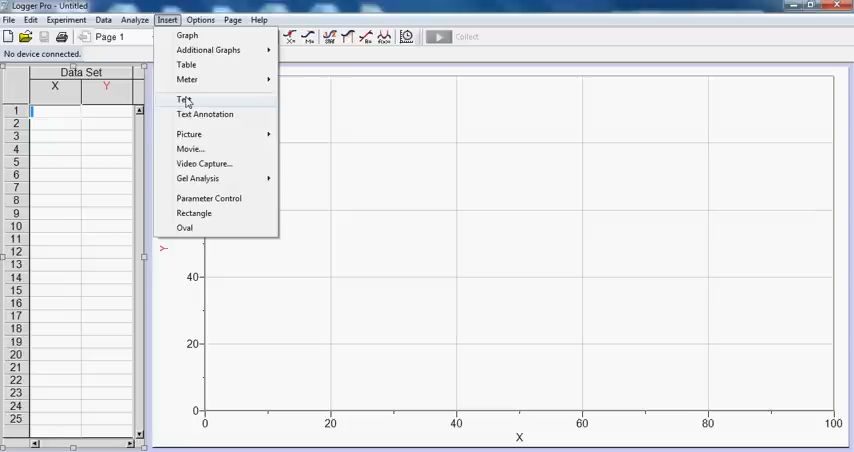 Logger Pro - Untitled
File Edit Experiment Data Analyze Insert Options Page Help
Page 1
Collect
No device connected.
Graph
Additional Graphs
Table
Meter
Text
Text Annotation
Picture
Movie...
Video Capture...
Gel Analysis
Parameter Control
Rectangle
Oval
Data Set
X Y
1
2
3
4
5
6
7
8
9
10
11
12
13
14
15
16
17
18
19
20
21
22
23
24
25
Y
40
20
0
0 20 40 60 80 100
X